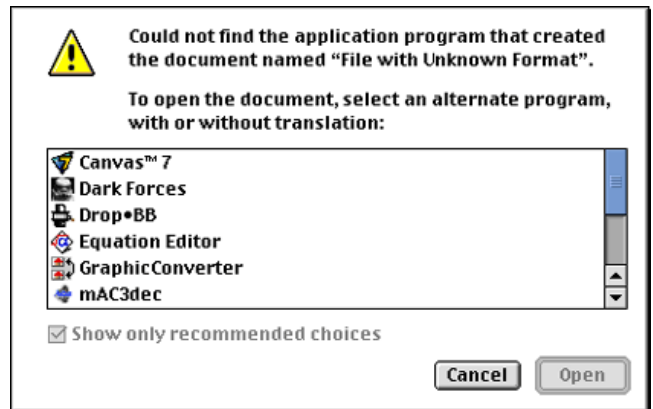 Could not find the application program that created
the document named “File with Unknown Format”.
To open the document, select an alternate program,
with or without translation:
Canvas™ 7
Dark Forces
Drop•BB
Equation Editor
GraphicConverter
mAC3dec
Show only recommended choices
Cancel
Open